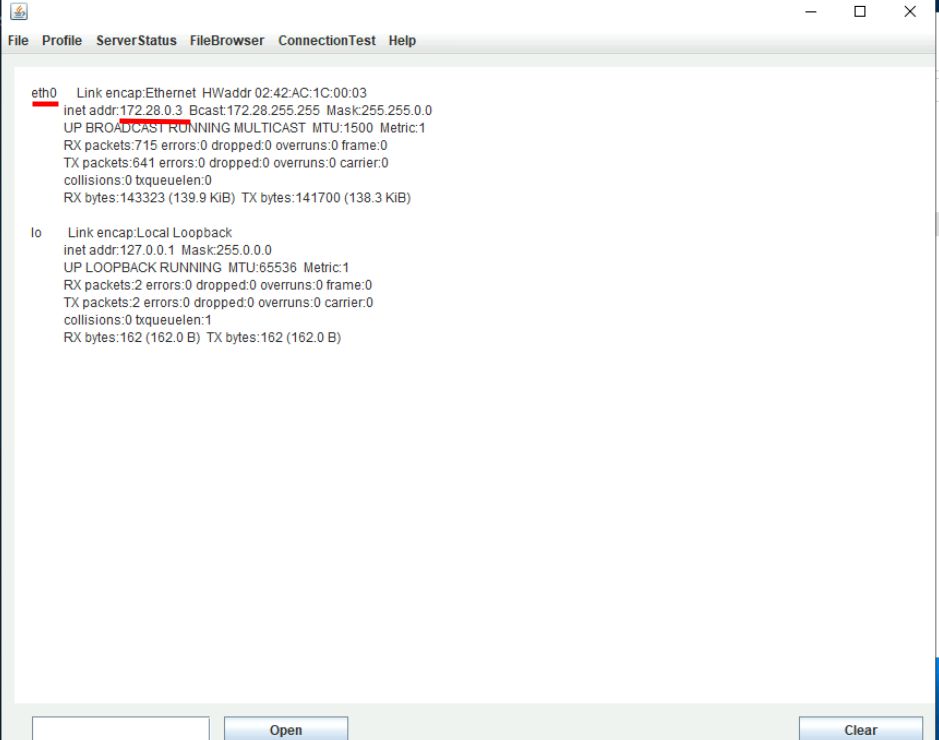 File Profile ServerStatus FileBrowser ConnectionTest Help
eth0 Link encap:Ethernet HWaddr 02:42:AC:1C:00:03
inet addr:172.28.0.3 Bcast:172.28.255.255 Mask:255.255.0.0
UP BROADCAST RUNNING MULTICAST MTU:1500 Metric:1
RX packets:715 errors:0 dropped:0 overruns:0 frame:0
TX packets:641 errors:0 dropped:0 overruns:0 carrier:0
collisions:0 txqueuelen:0
RX bytes:143323 (139.9 KiB) TX bytes:141700 (138.3 KiB)
lo Link encap:Local Loopback
inet addr:127.0.0.1 Mask:255.0.0.0
UP LOOPBACK RUNNING MTU:65536 Metric:1
RX packets:2 errors:0 dropped:0 overruns:0 frame:0
TX packets:2 errors:0 dropped:0 overruns:0 carrier:0
collisions:0 txqueuelen:1
RX bytes:162 (162.0 B) TX bytes:162 (162.0 B)
Open Clear